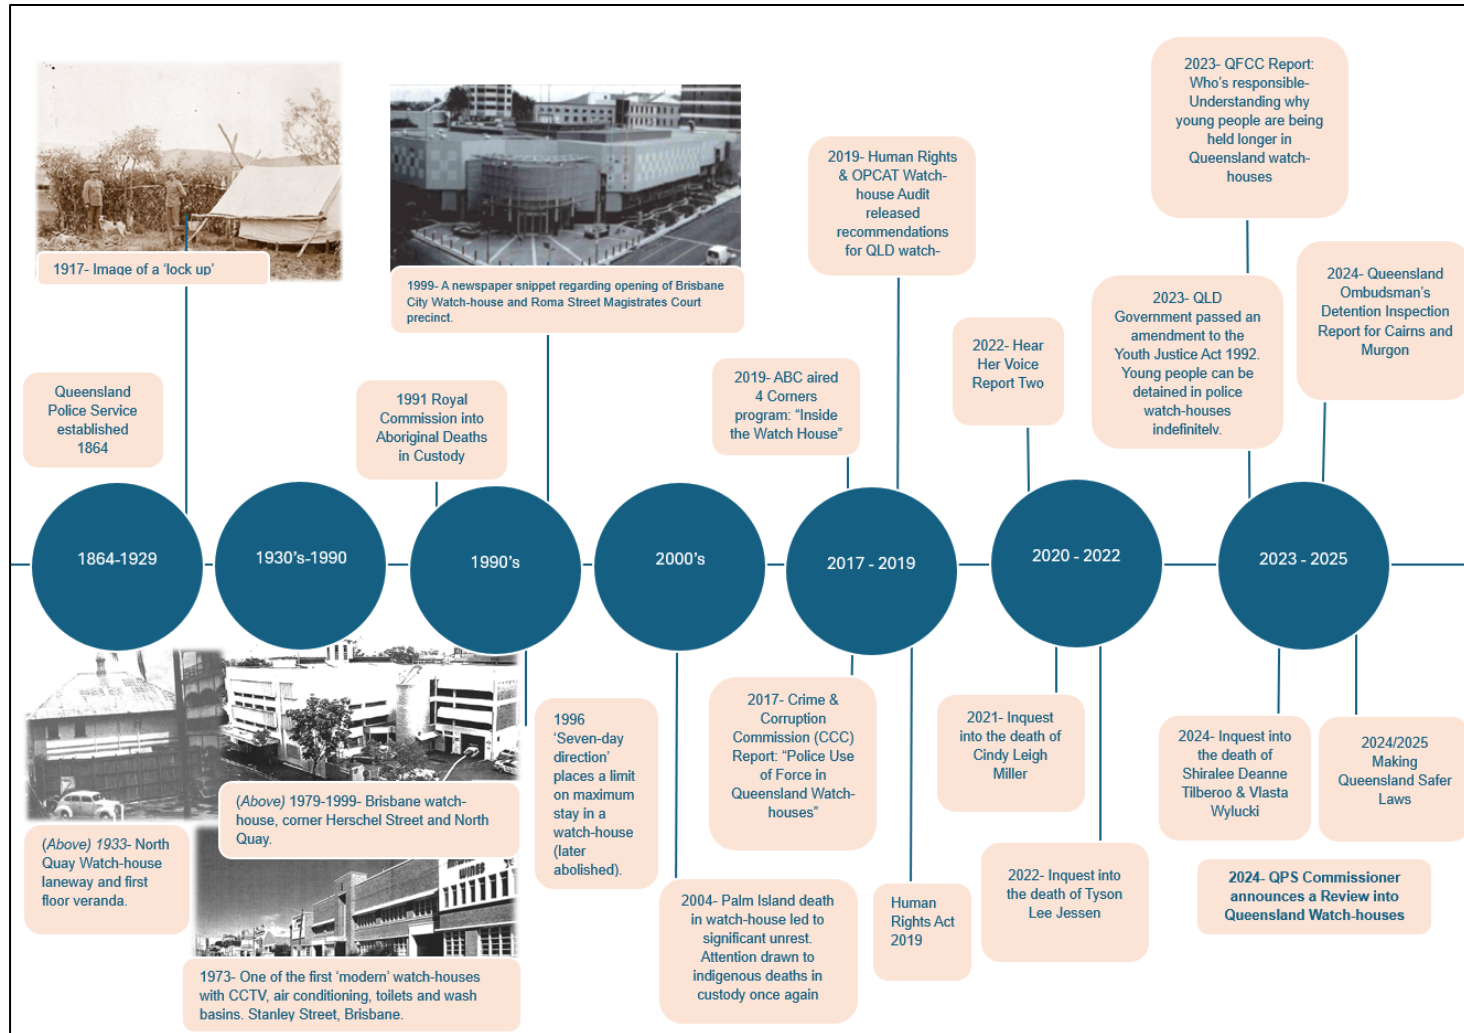 2023- QFCC Report:
Who's responsible-
Understanding why
young people are being
held longer in
Queensland watch-
houses
2019- Human Rights
& OPCAT Watch-
house Audit
released
recommendations
for QLD watch-
1917- Image of a 'lock up'
1999- A newspaper snippet regarding opening of Brisbane
City Watch-house and Roma Street Magistrates Court
precinct.
2024- Queensland
Ombudsman's
Detention Inspection
Report for Cairns and
Murgon
2023- QLD
Government passed an
amendment to the
Youth Justice Act 1992.
Young people can be
detained in police
watch-houses
indefinitely.
2022- Hear
Her Voice
Report Two
2019- ABC aired
4 Corners
program: "Inside
the Watch House"
Queensland
Police Service
established
1864
1991 Royal
Commission into
Aboriginal Deaths
in Custody
1864-1929
1930's-1990
1990's
2000's
2017 - 2019
2020 - 2022
2023 - 2025
(Above) 1933- North
Quay Watch-house
laneway and first
floor veranda.
(Above) 1979-1999- Brisbane watch-
house, corner Herschel Street and North
Quay.
WINES
1973- One of the first 'modern' watch-houses
with CCTV, air conditioning, toilets and wash
basins. Stanley Street, Brisbane.
1996
'Seven-day
direction'
places a limit
on maximum
stay in a
watch-house
(later
abolished).
2004- Palm Island death
in watch-house led to
significant unrest.
Attention drawn to
indigenous deaths in
custody once again
2017- Crime &
Corruption
Commission (CCC)
Report: "Police Use
of Force in
Queensland Watch-
houses"
Human
Rights Act
2019
2021- Inquest
into the death of
Cindy Leigh
Miller
2022- Inquest into
the death of Tyson
Lee Jessen
2024- Inquest into
the death of
Shiralee Deanne
Tilberoo & Vlasta
Wylucki
2024/2025
Making
Queensland Safer
Laws
2024- QPS Commissioner
announces a Review into
Queensland Watch-houses